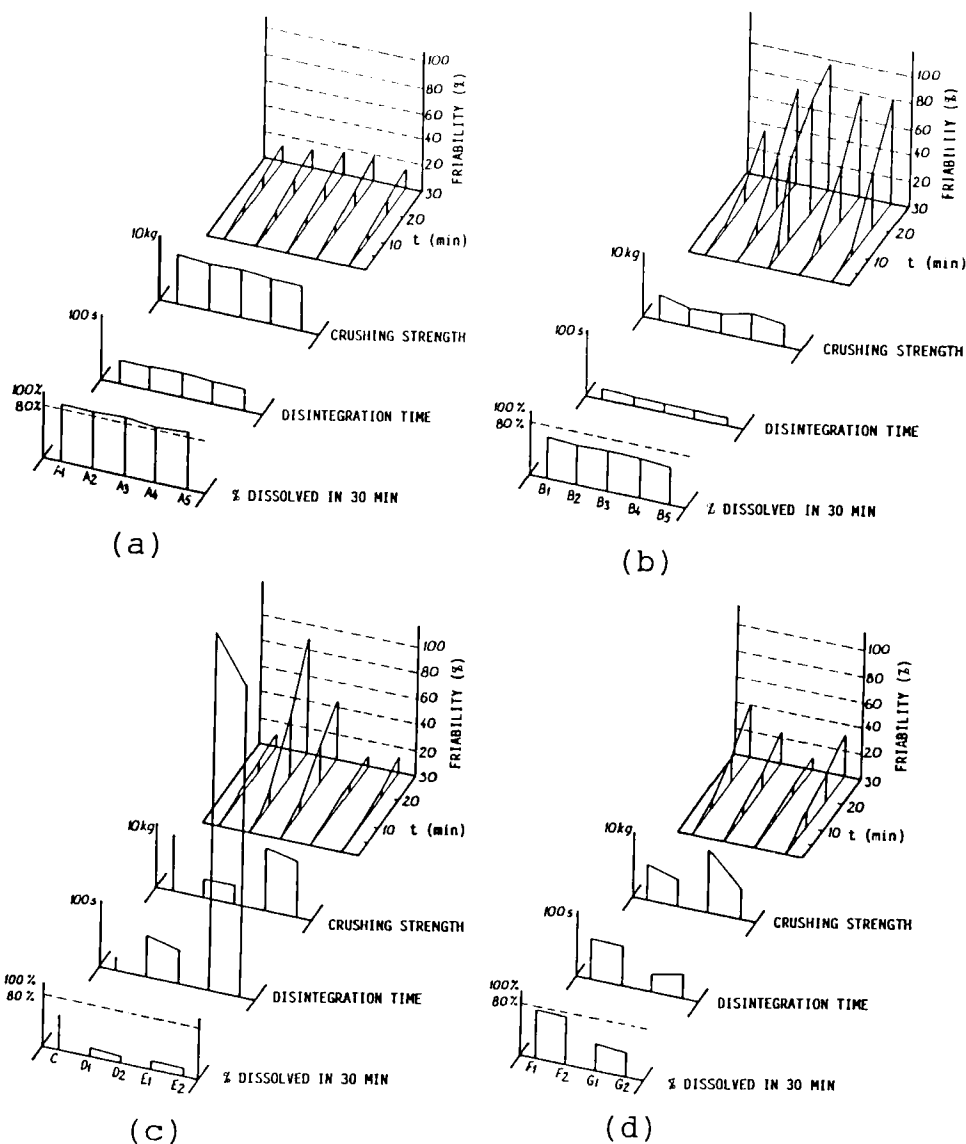 100
80
60
40
20
30
FRIABILITY (%)
20
10
t (min)
10kg
CRUSHING STRENGTH
100s
DISINTEGRATION TIME
100%
80%
A2
A3
A4
A5
% DISSOLVED IN 30 MIN
(a)
100
80
60
40
20
30
FRIABILITY (%)
20
10
t (min)
10kg
CRUSHING STRENGTH
100s
DISINTEGRATION TIME
100%
80%
B1
B2
B3
B4
B5
% DISSOLVED IN 30 MIN
(b)
100
80
60
40
20
30
FRIABILITY (%)
20
10
t (min)
10kg
CRUSHING STRENGTH
100s
DISINTEGRATION TIME
100%
80%
C
D1
D2
E1
E2
% DISSOLVED IN 30 MIN
(c)
100
80
60
40
20
30
FRIABILITY (%)
20
10
t (min)
10kg
CRUSHING STRENGTH
100s
DISINTEGRATION TIME
100%
80%
F1
F2
G1
G2
% DISSOLVED IN 30 MIN
(d)